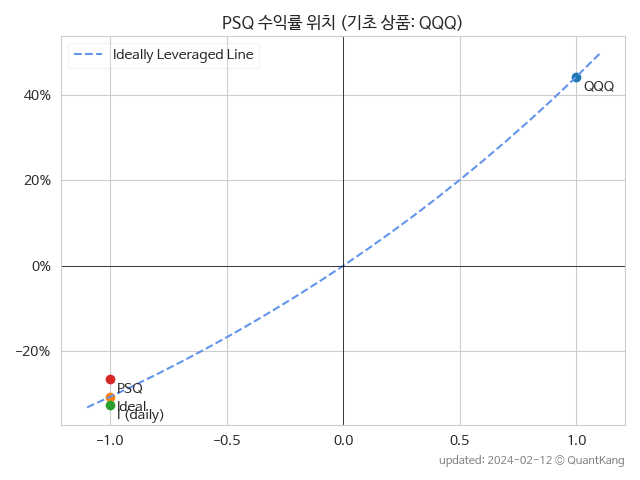 PSQ 수익률 위치 (기초 상품: QQQ)
Ideally Leveraged Line
40%
20%
0%
−20%
QQQ
PSQ
Ideal
(daily)
−1.0
−0.5
0.0
0.5
1.0
updated: 2024-02-12 © QuantKang